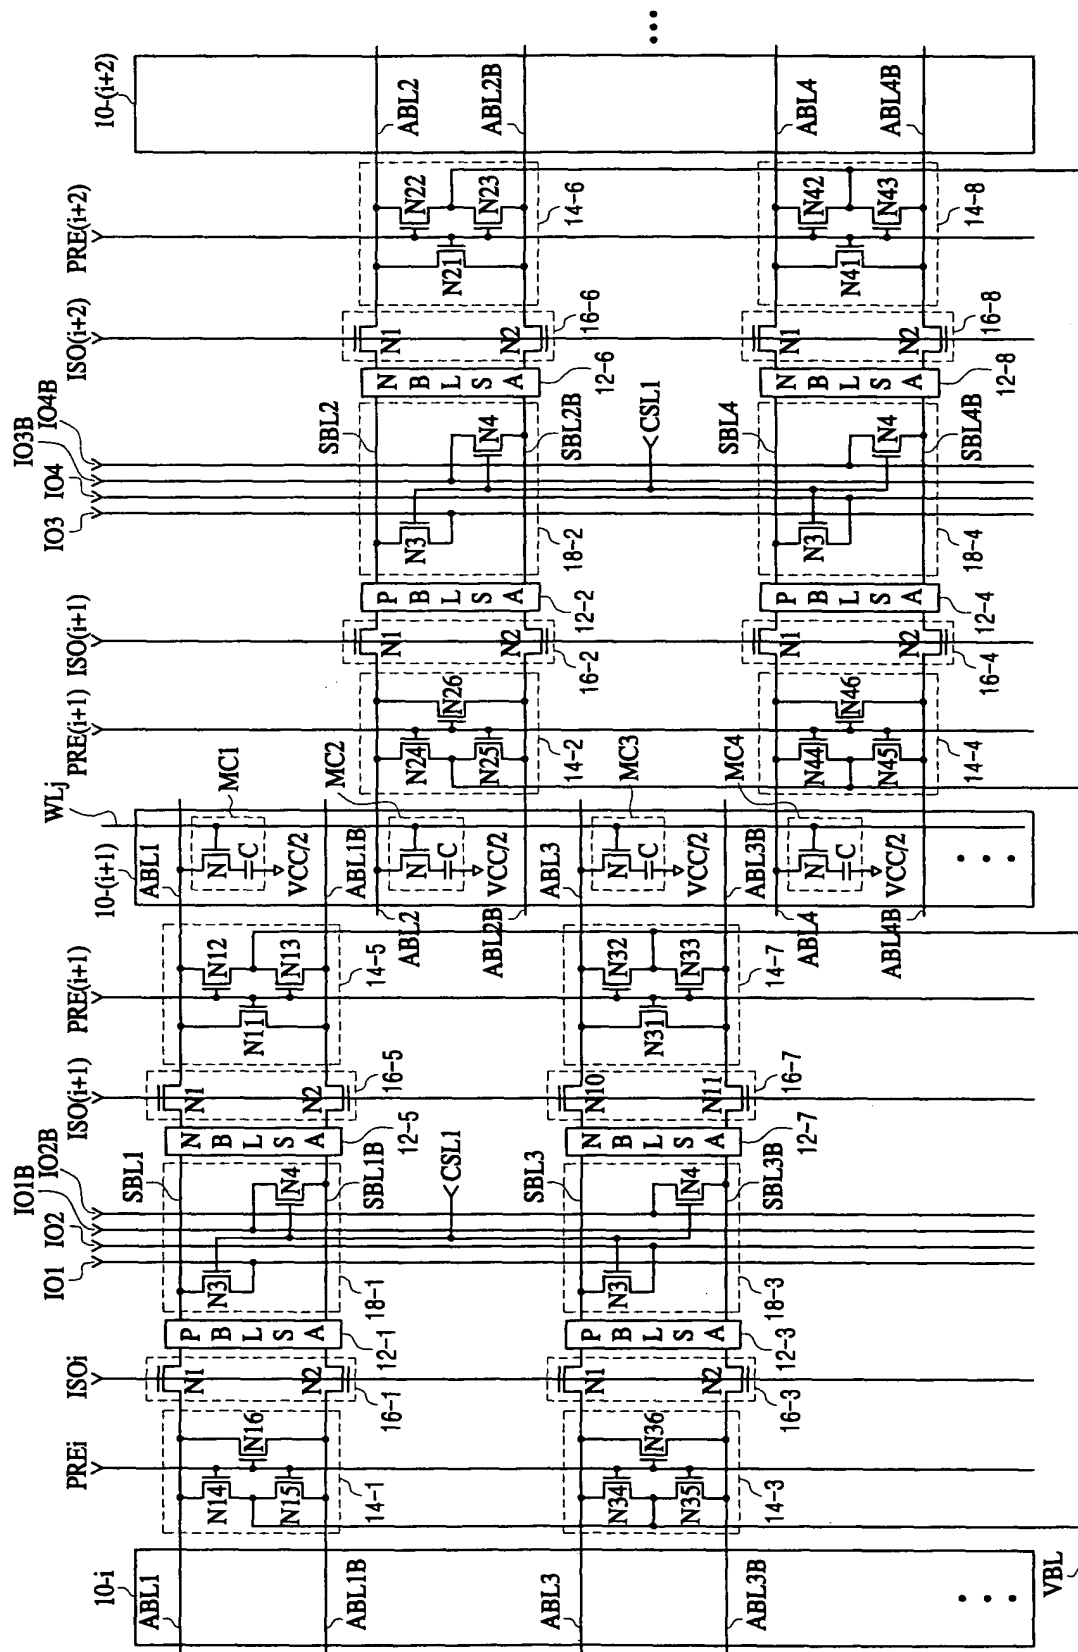 10-i
PREi
ISOi
IO1
IO2
IO1B
IO2B
ISO(i+1)
PRE(i+1)
10-(i+1)
WLj
PRE(i+1)
ISO(i+1)
IO3
IO4
IO3B
IO4B
ISO(i+2)
PRE(i+2)
10-(i+2)
ABL1
ABL1B
N14
N15
N16
14-1
N1
N2
16-1
P B L S A
12-1
SBL1
N3
N4
SBL1B
CSL1
18-1
N B L S A
12-5
N1
N2
16-5
N11
N12
N13
14-5
ABL1
ABL1B
MC1
N
C
VCC/2
ABL2
ABL2B
MC2
N
C
VCC/2
N24
N25
N26
14-2
N1
N2
16-2
P B L S A
12-2
SBL2
N3
N4
SBL2B
CSL1
18-2
N B L S A
12-6
N1
N2
16-6
N21
N22
N23
14-6
ABL2
ABL2B
• • •
ABL3
ABL3B
N34
N35
N36
14-3
N1
N2
16-3
P B L S A
12-3
SBL3
N3
N4
SBL3B
18-3
N B L S A
12-7
N10
N11
16-7
N31
N32
N33
14-7
ABL3
ABL3B
MC3
N
C
VCC/2
ABL4
ABL4B
MC4
N
C
VCC/2
N44
N45
N46
14-4
N1
N2
16-4
P B L S A
12-4
SBL4
N3
N4
SBL4B
18-4
N B L S A
12-8
N1
N2
16-8
N41
N42
N43
14-8
ABL4
ABL4B
• • •
• • •
VBL